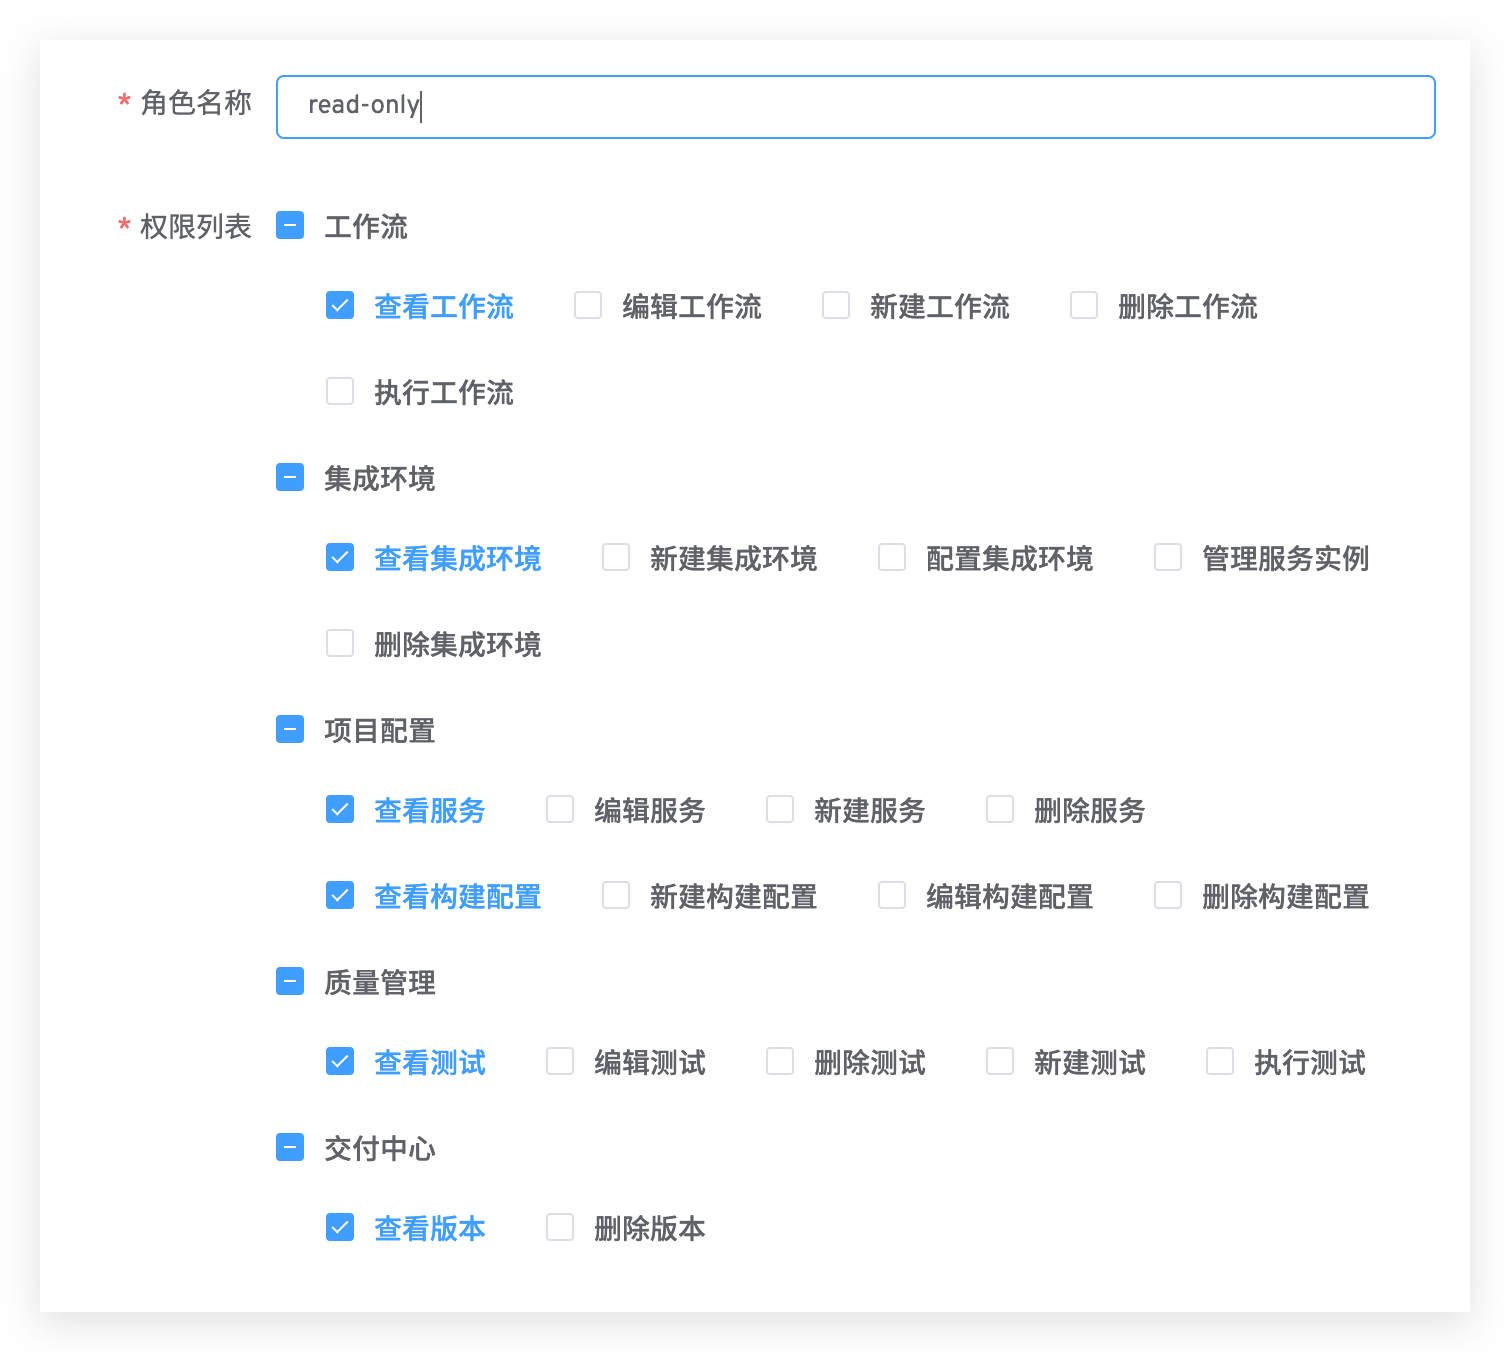 * 角色名称 read-only
* 权限列表 工作流
查看工作流 编辑工作流 新建工作流 删除工作流
执行工作流
集成环境
查看集成环境 新建集成环境 配置集成环境 管理服务实例
删除集成环境
项目配置
查看服务 编辑服务 新建服务 删除服务
查看构建配置 新建构建配置 编辑构建配置 删除构建配置
质量管理
查看测试 编辑测试 删除测试 新建测试 执行测试
交付中心
查看版本 删除版本